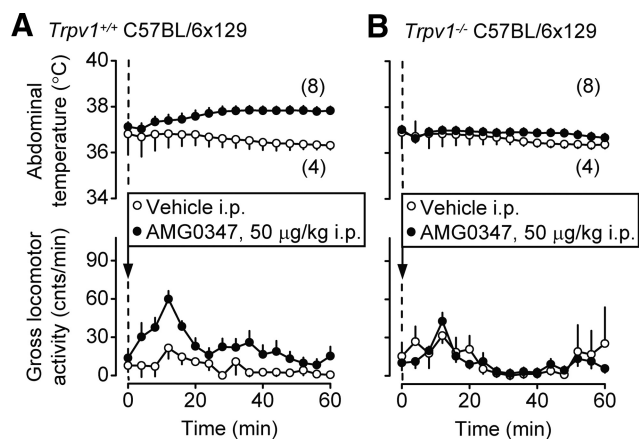 A Trpv1+/+ C57BL/6x129
B Trpv1-/- C57BL/6x129
Abdominal
temperature (°C)
40
38
36
34
(8)
(4)
(8)
(4)
Vehicle i.p.
AMG0347, 50 μg/kg i.p.
Vehicle i.p.
AMG0347, 50 μg/kg i.p.
Gross locomotor
activity (cnts/min)
90
60
30
0
0 20 40 60
0 20 40 60
Time (min)
Time (min)